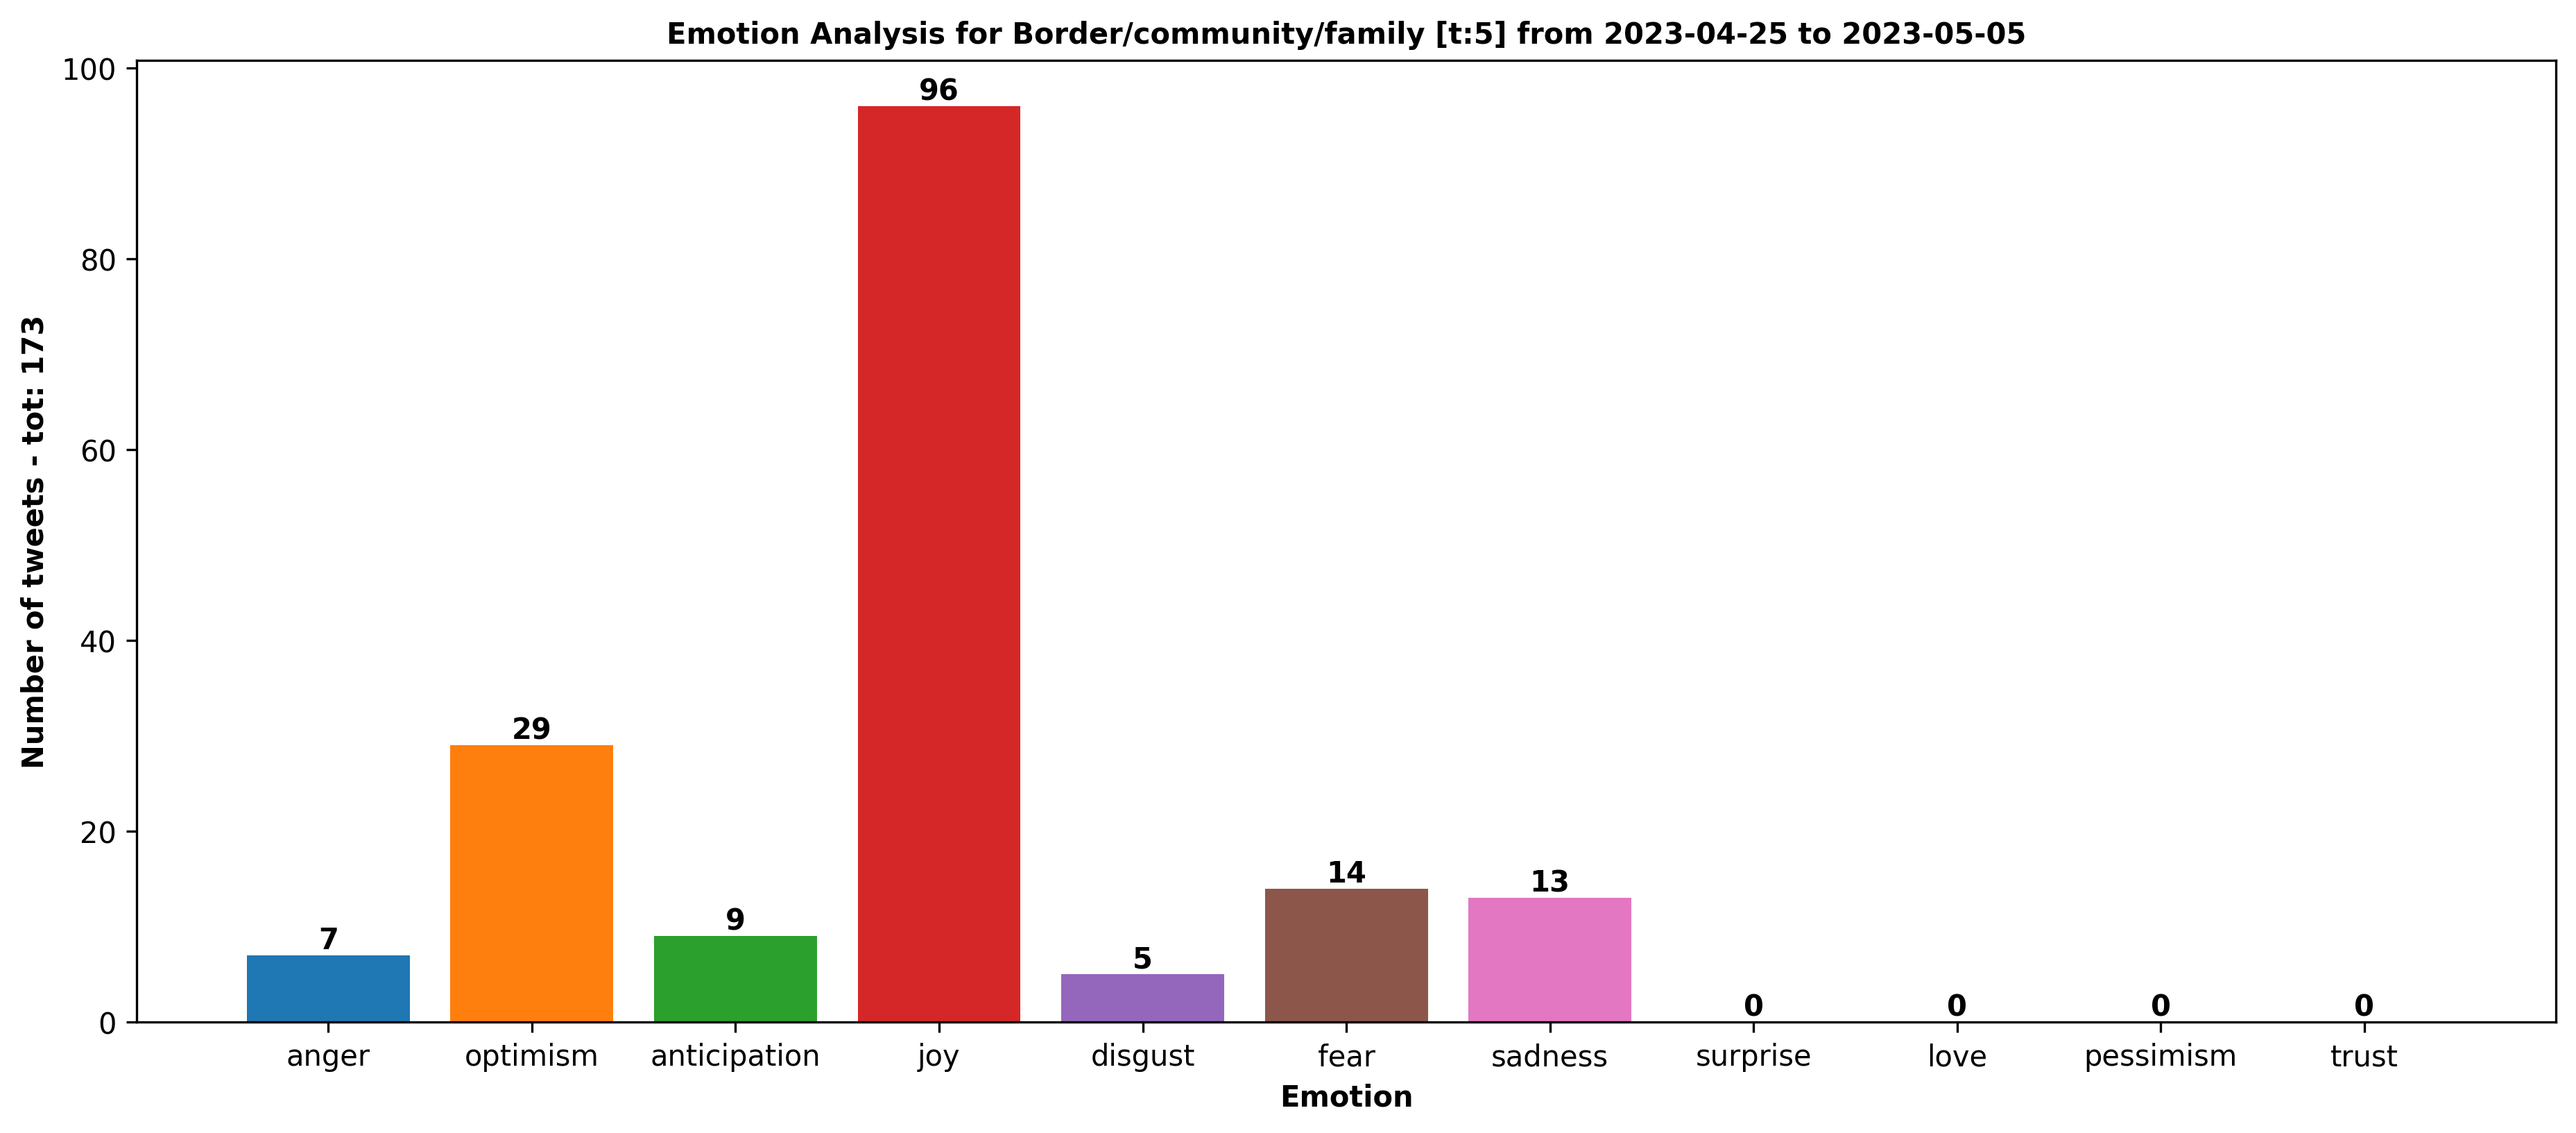 Emotion Analysis for Border/community/family [t:5] from 2023-04-25 to 2023-05-05
Number of tweets - tot: 173
100
80
60
40
20
0
7
29
9
96
5
14
13
0
0
0
0
anger
optimism
anticipation
joy
disgust
fear
sadness
surprise
love
pessimism
trust
Emotion